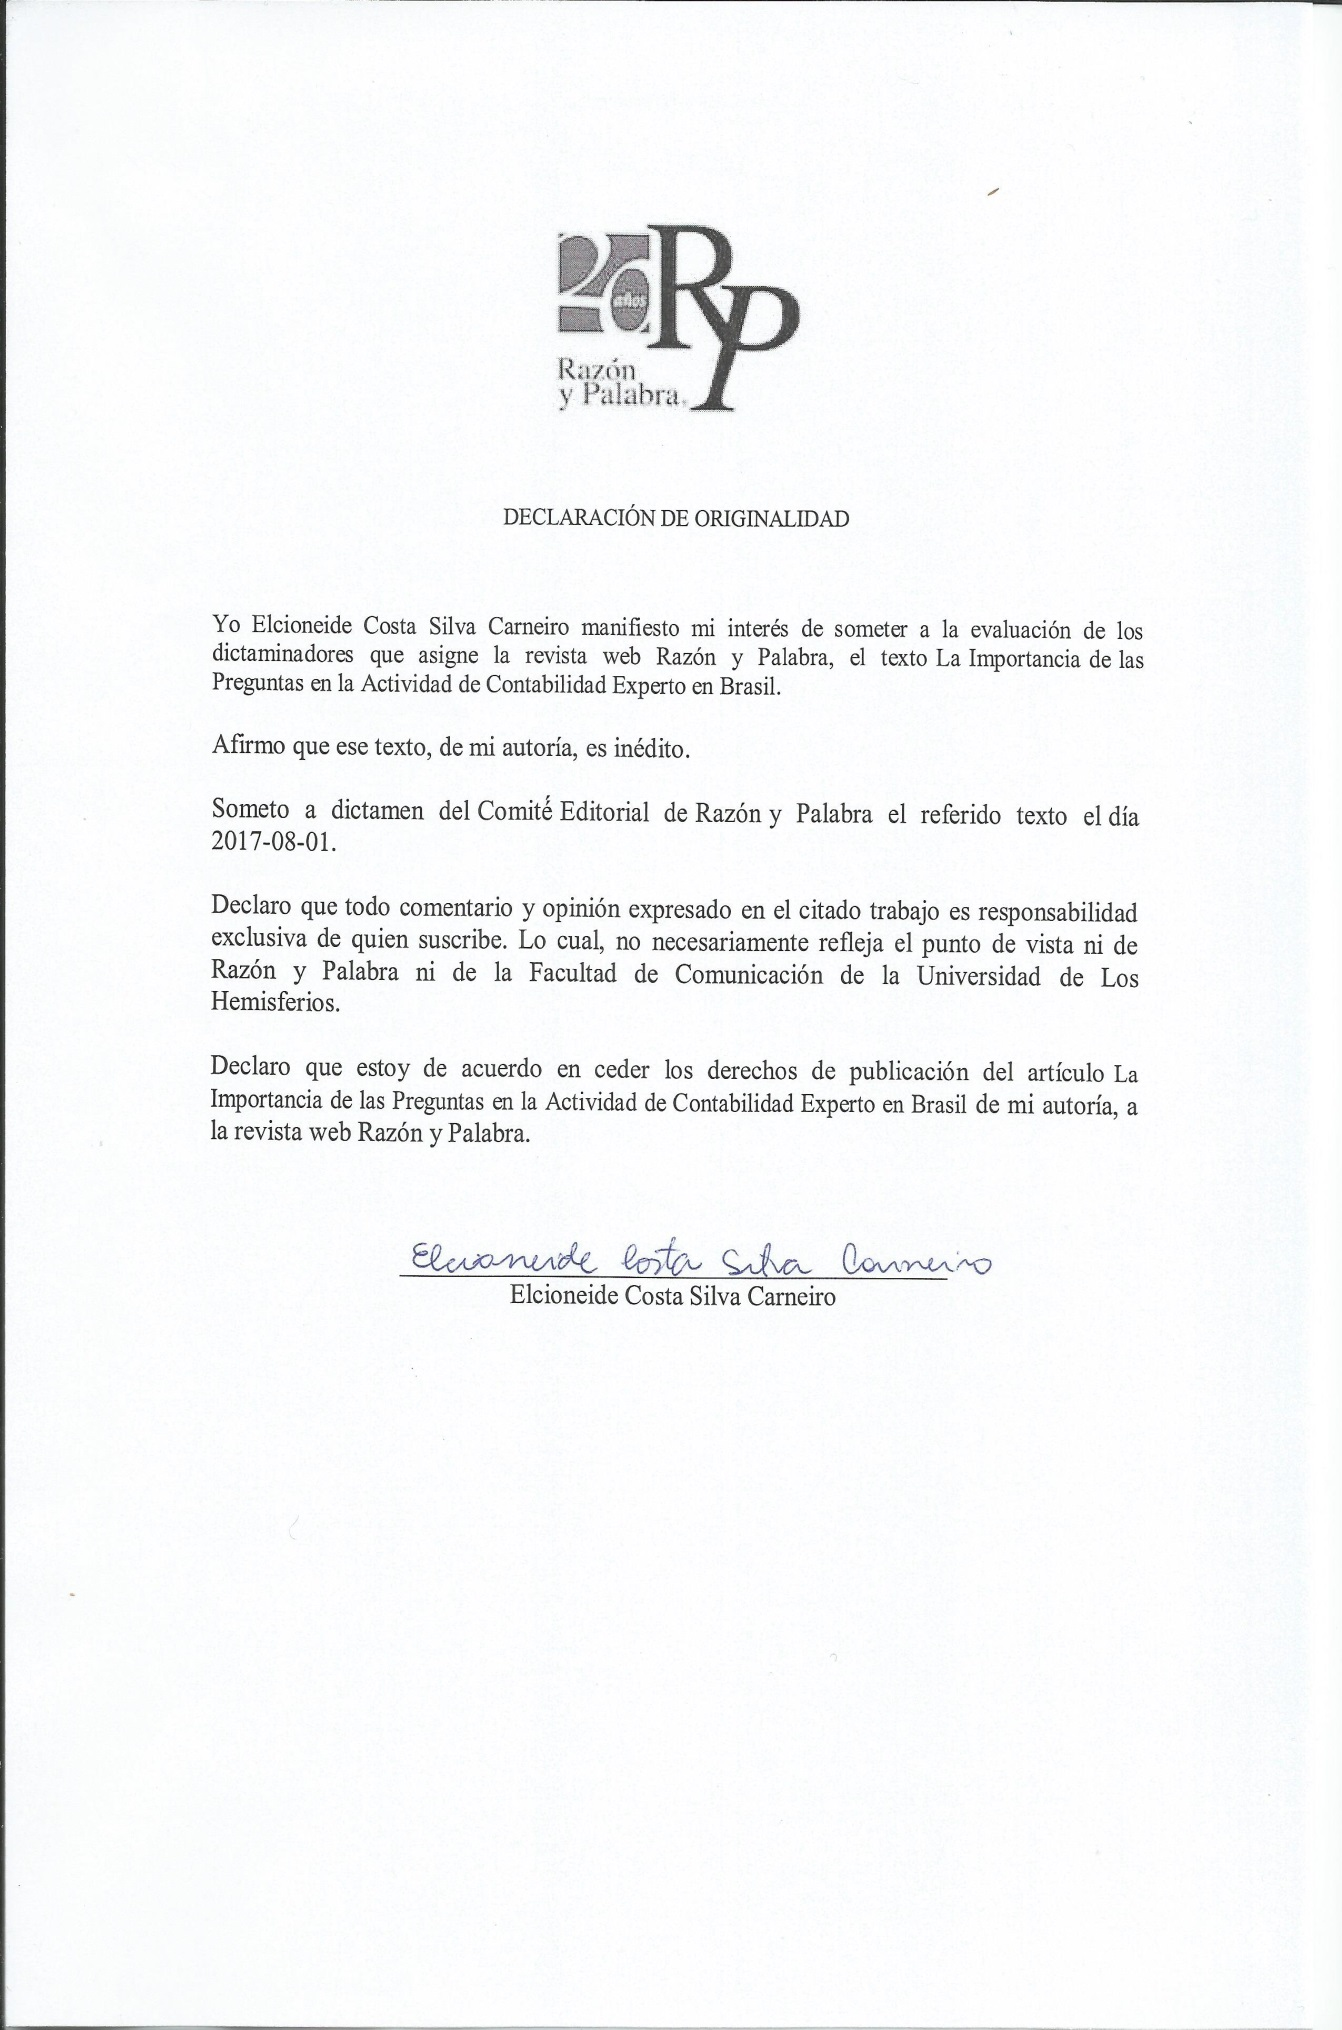 20 años RP
Razón
y Palabra.
DECLARACIÓN DE ORIGINALIDAD
Yo Elcioneide Costa Silva Carneiro manifiesto mi interés de someter a la evaluación de los
dictaminadores que asigne la revista web Razón y Palabra, el texto La Importancia de las
Preguntas en la Actividad de Contabilidad Experto en Brasil.
Afirmo que ese texto, de mi autoría, es inédito.
Someto a dictamen del Comité Editorial de Razón y Palabra el referido texto el día
2017-08-01.
Declaro que todo comentario y opinión expresado en el citado trabajo es responsabilidad
exclusiva de quien suscribe. Lo cual, no necesariamente refleja el punto de vista ni de
Razón y Palabra ni de la Facultad de Comunicación de la Universidad de Los
Hemisferios.
Declaro que estoy de acuerdo en ceder los derechos de publicación del artículo La
Importancia de las Preguntas en la Actividad de Contabilidad Experto en Brasil de mi autoría, a
la revista web Razón y Palabra.
Elcioneide Costa Silva Carneiro
Elcioneide Costa Silva Carneiro